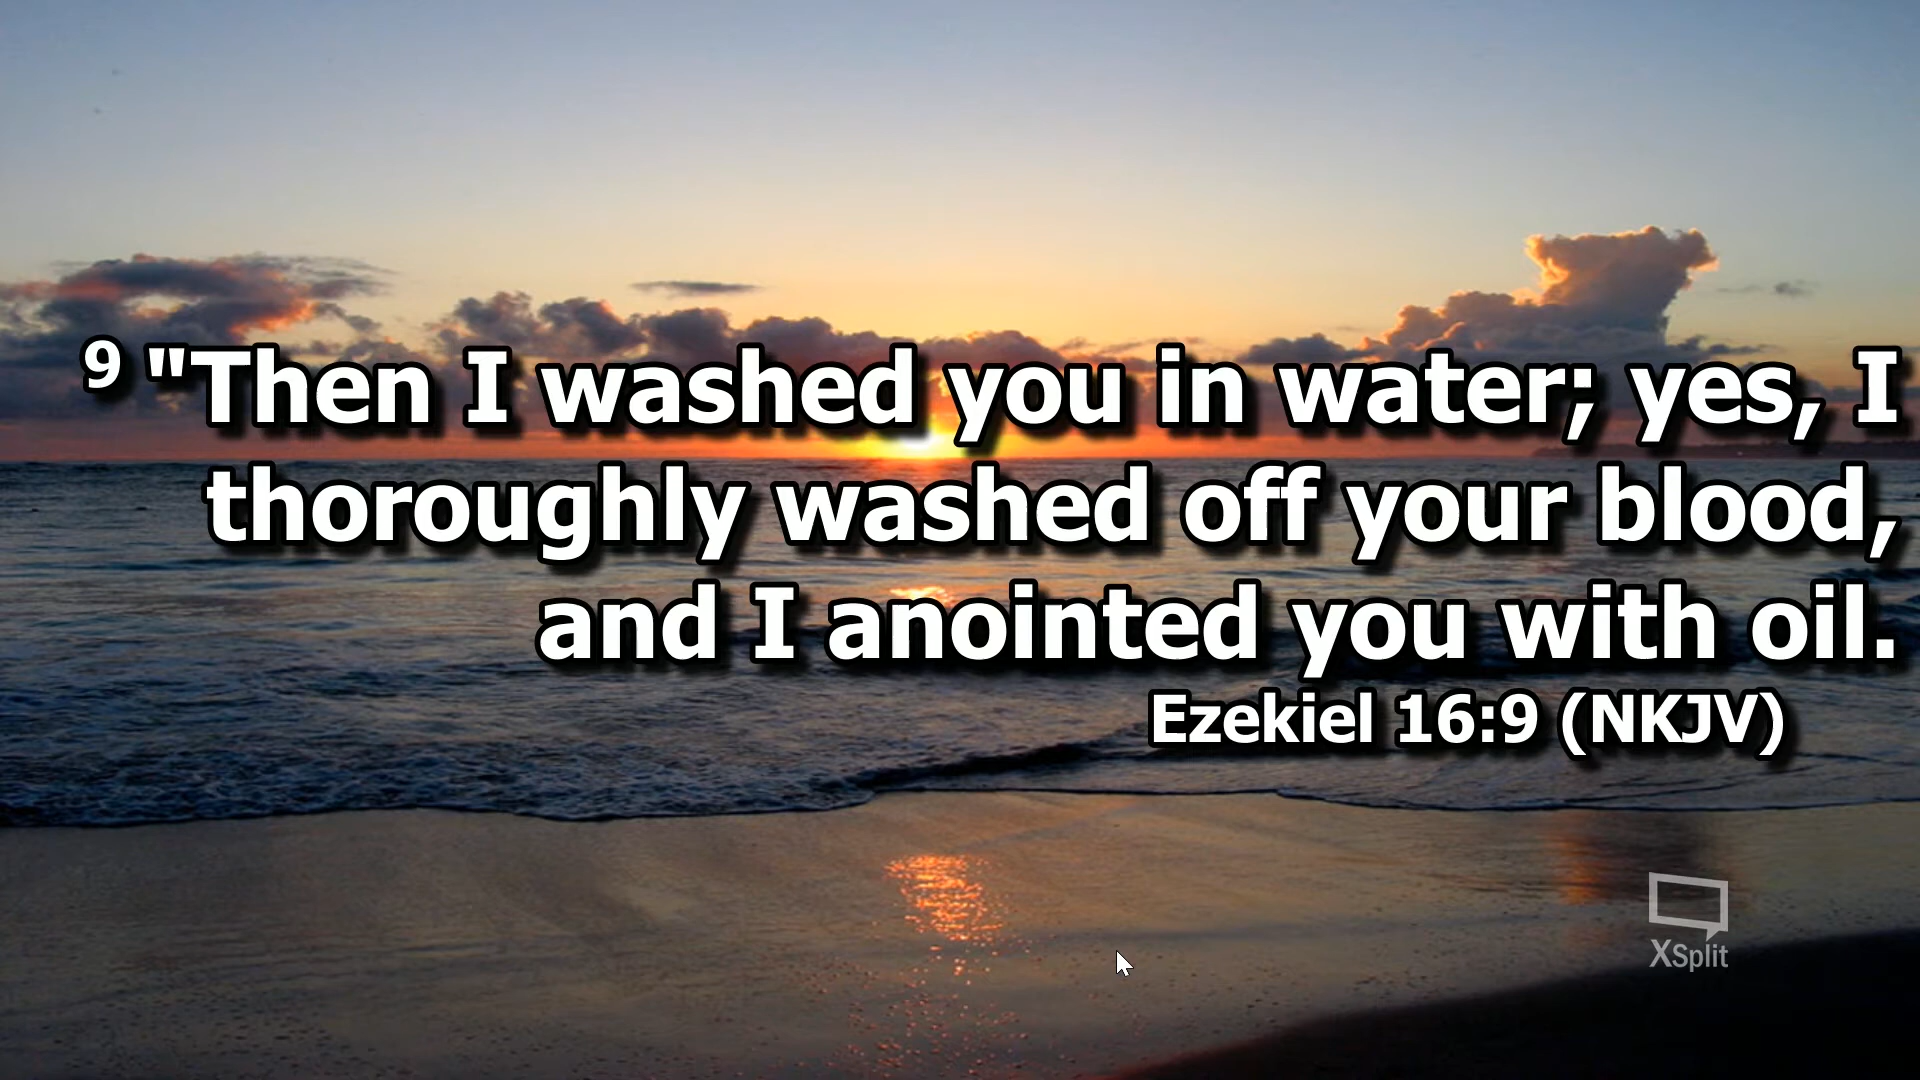 9 "Then I washed you in water; yes, I
thoroughly washed off your blood,
and I anointed you with oil.
Ezekiel 16:9 (NKJV)
XSplit